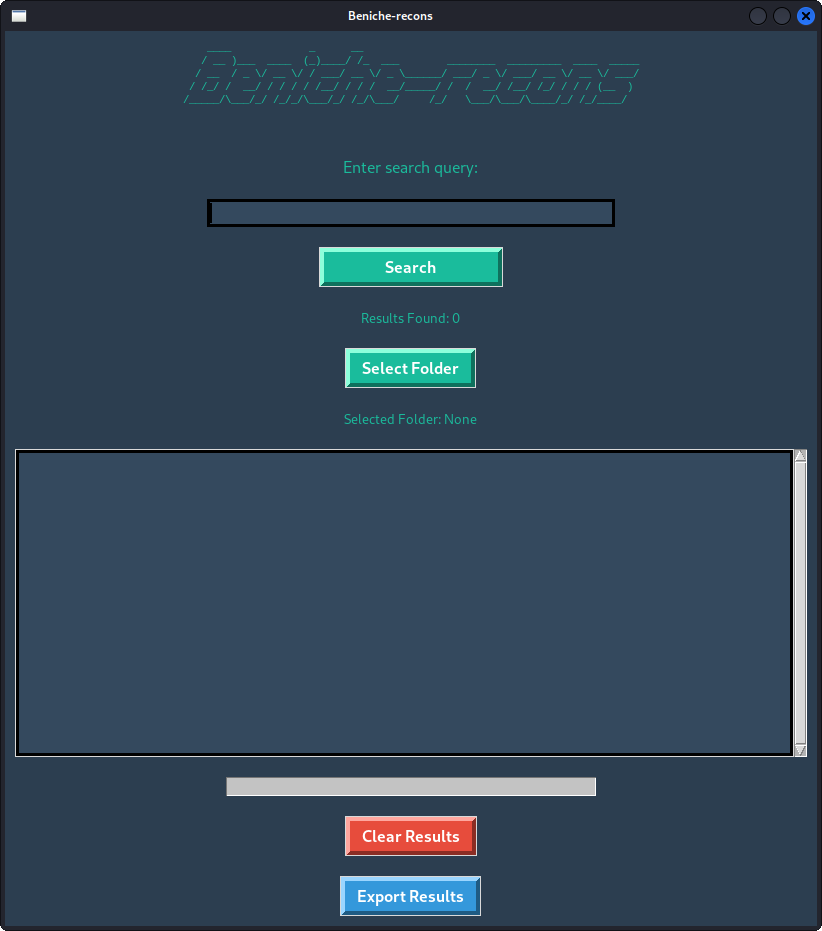 Beniche-recons
Beniche-recons
Enter search query:
Search
Results Found: 0
Select Folder
Selected Folder: None
Clear Results
Export Results